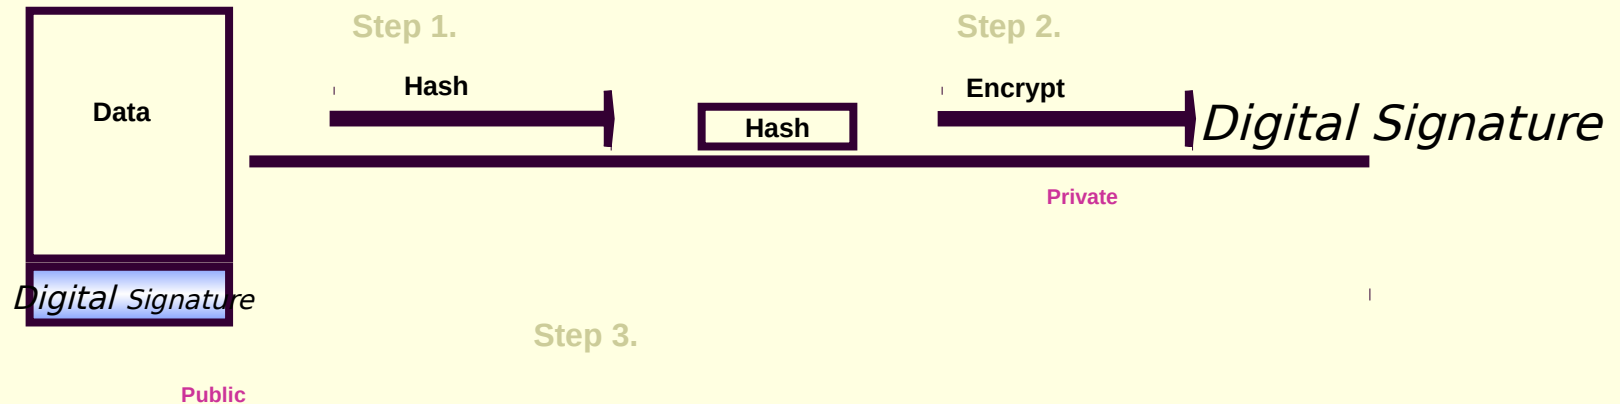 Step 1.
Step 2.
Hash
Encrypt
Data
Hash
Digital Signature
Private
Digital Signature
Step 3.
Public